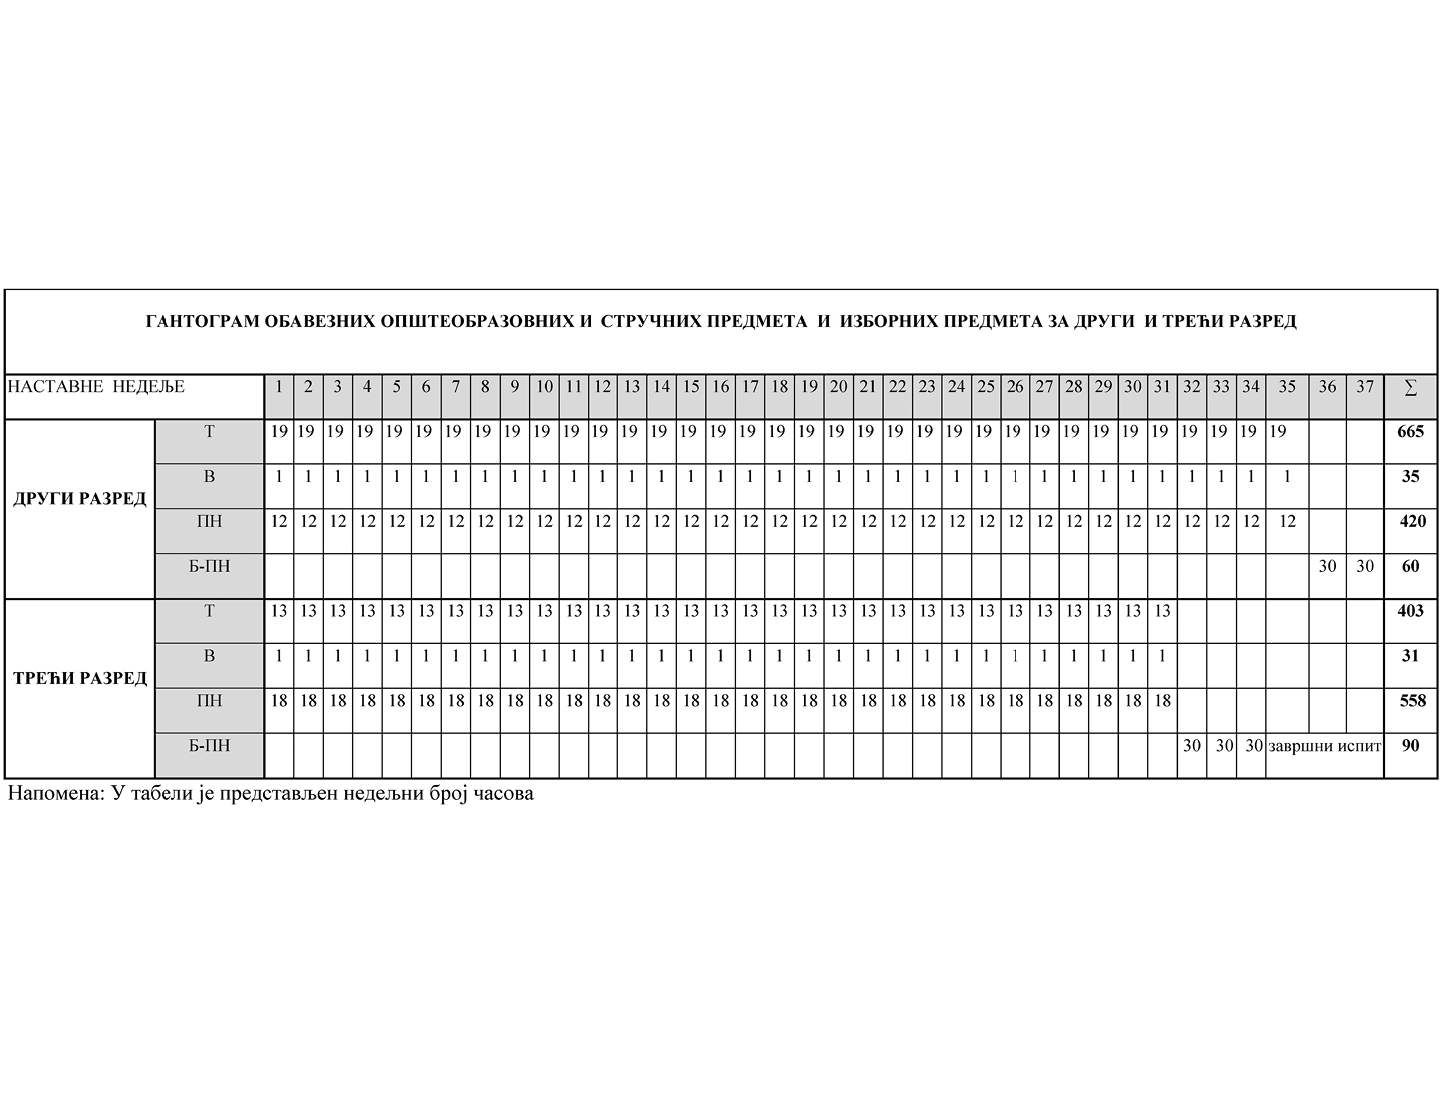 ГАНТОГРАМ ОБАВЕЗНИХ ОПШТЕОБРАЗОВНИХ И СТРУЧНИХ ПРЕДМЕТА И ИЗБОРНИХ ПРЕДМЕТА ЗА ДРУГИ И ТРЕЋИ РАЗРЕД
НАСТАВНЕ НЕДЕЉЕ 1 2 3 4 5 6 7 8 9 10 11 12 13 14 15 16 17 18 19 20 21 22 23 24 25 26 27 28 29 30 31 32 33 34 35 36 37 ∑
ДРУГИ РАЗРЕД
Т 19 19 19 19 19 19 19 19 19 19 19 19 19 19 19 19 19 19 19 19 19 19 19 19 19 19 19 19 19 19 19 19 19 19 19 665
В 1 1 1 1 1 1 1 1 1 1 1 1 1 1 1 1 1 1 1 1 1 1 1 1 1 1 1 1 1 1 1 1 1 1 1 35
ПН 12 12 12 12 12 12 12 12 12 12 12 12 12 12 12 12 12 12 12 12 12 12 12 12 12 12 12 12 12 12 12 12 12 12 12 420
Б-ПН 30 30 60
ТРЕЋИ РАЗРЕД
Т 13 13 13 13 13 13 13 13 13 13 13 13 13 13 13 13 13 13 13 13 13 13 13 13 13 13 13 13 13 13 13 403
В 1 1 1 1 1 1 1 1 1 1 1 1 1 1 1 1 1 1 1 1 1 1 1 1 1 1 1 1 1 1 1 31
ПН 18 18 18 18 18 18 18 18 18 18 18 18 18 18 18 18 18 18 18 18 18 18 18 18 18 18 18 18 18 18 18 558
Б-ПН 30 30 30 завршни испит 90
Напомена: У табели је представљен недељни број часова